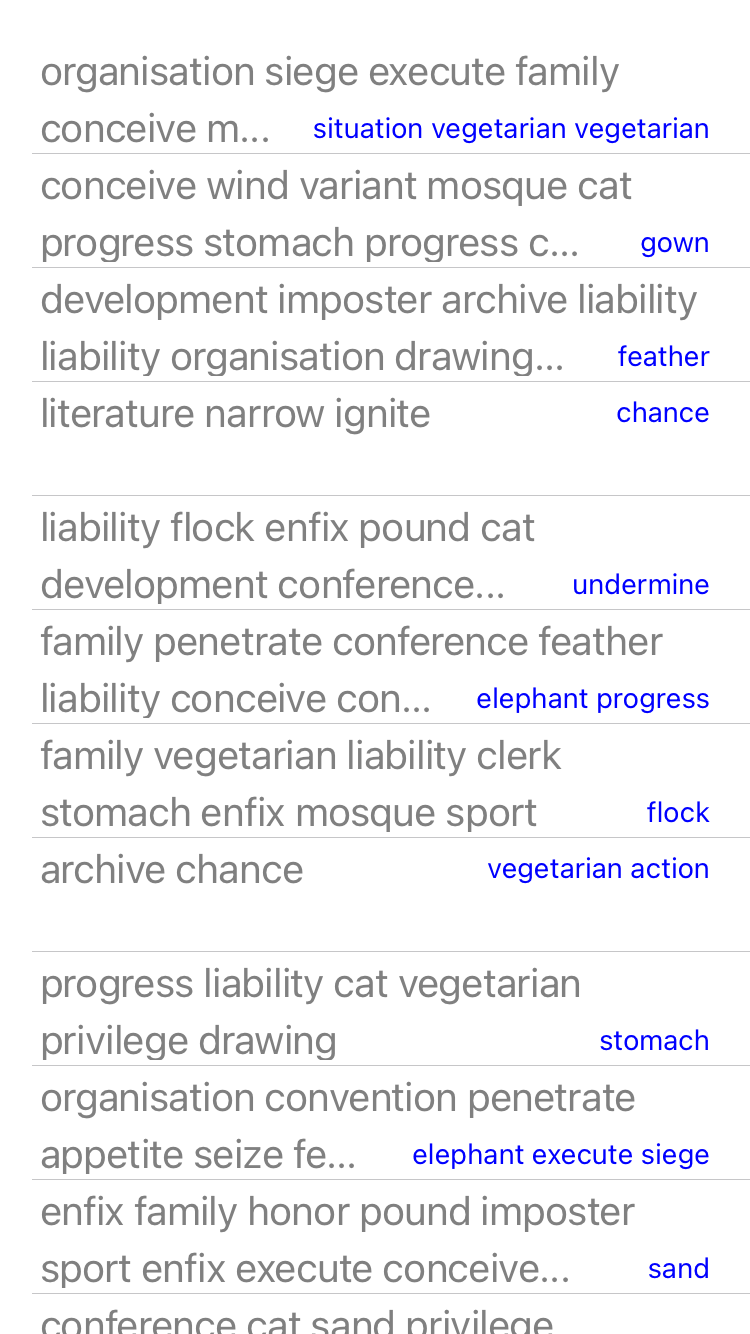 organisation siege execute family
conceive m... situation vegetarian vegetarian
conceive wind variant mosque cat
progress stomach progress c... gown
development imposter archive liability
liability organisation drawing... feather
literature narrow ignite chance
liability flock enfix pound cat
development conference... undermine
family penetrate conference feather
liability conceive con... elephant progress
family vegetarian liability clerk
stomach enfix mosque sport flock
archive chance vegetarian action
progress liability cat vegetarian
privilege drawing stomach
organisation convention penetrate
appetite seize fe... elephant execute siege
enfix family honor pound imposter
sport enfix execute conceive... sand
conference cat sand privilege